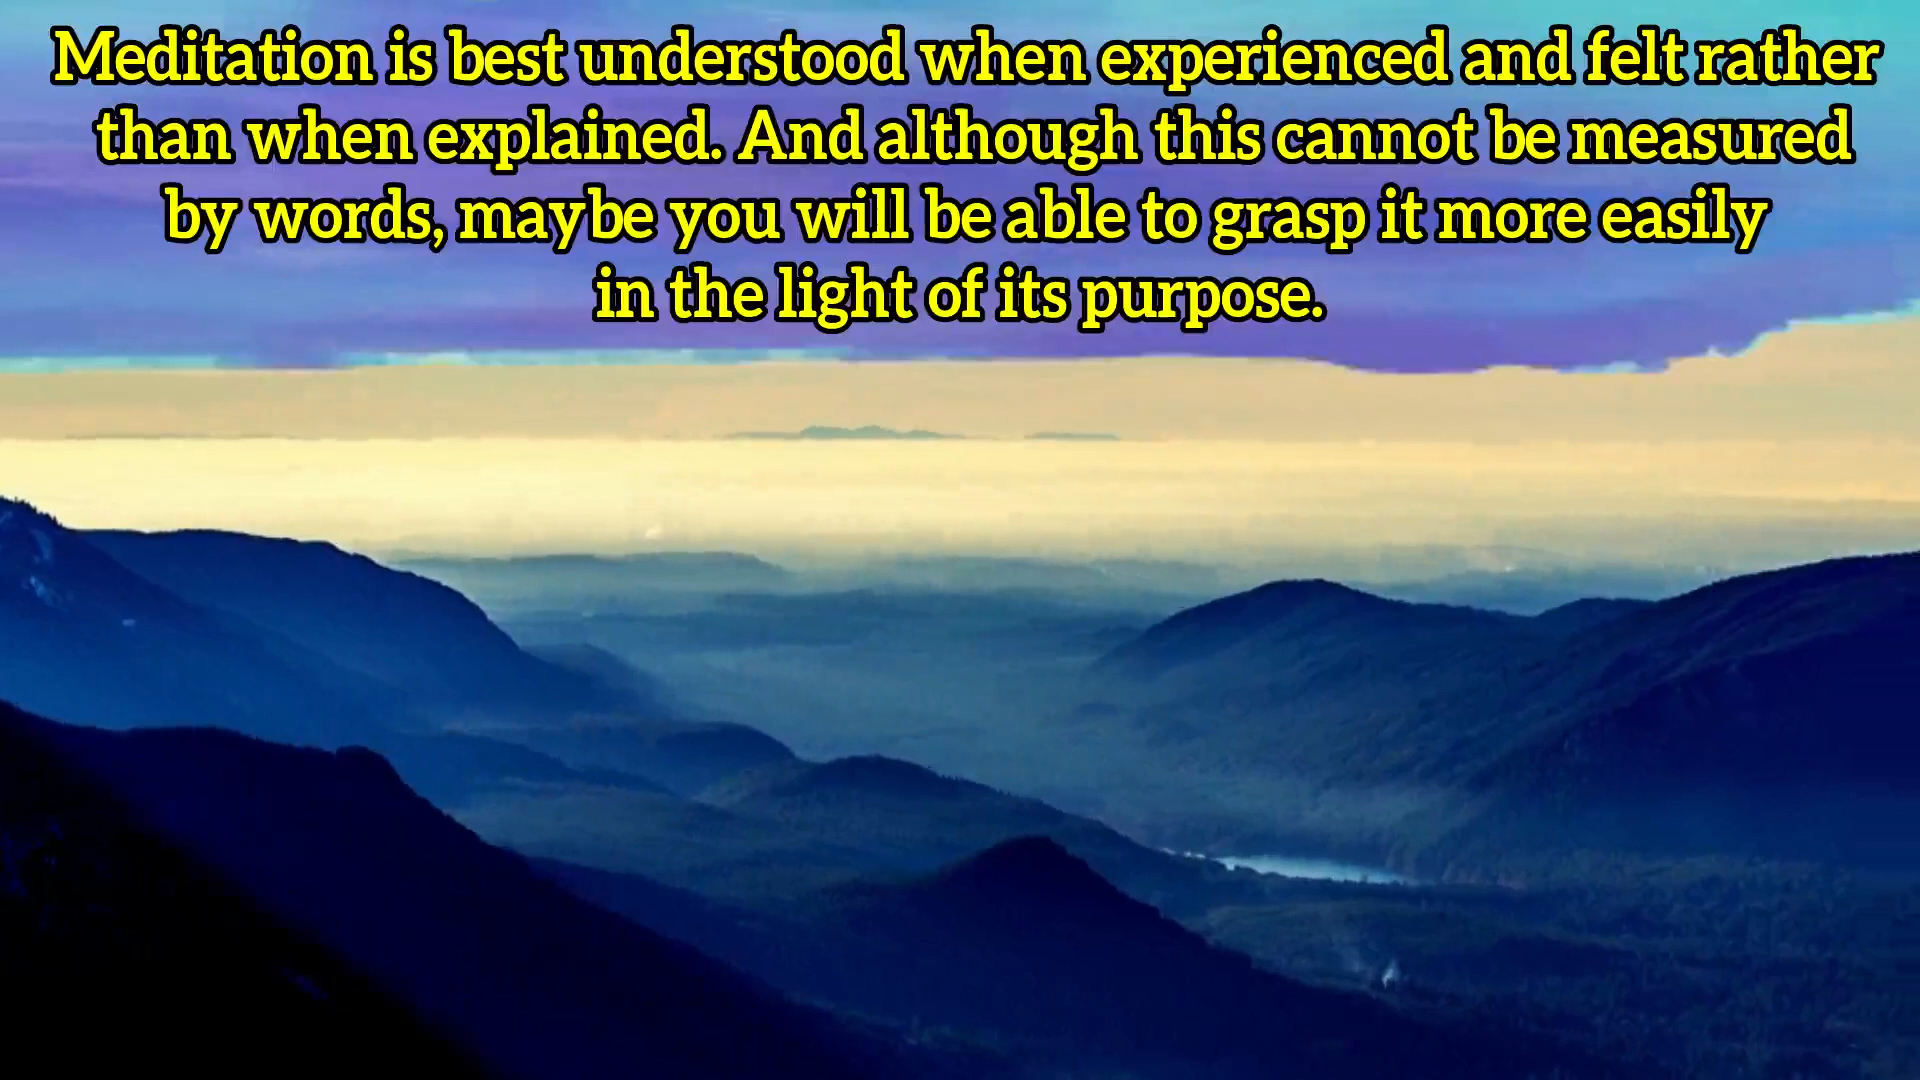 Meditation is best understood when experienced and felt rather
than when explained. And although this cannot be measured
by words, maybe you will be able to grasp it more easily
in the light of its purpose.